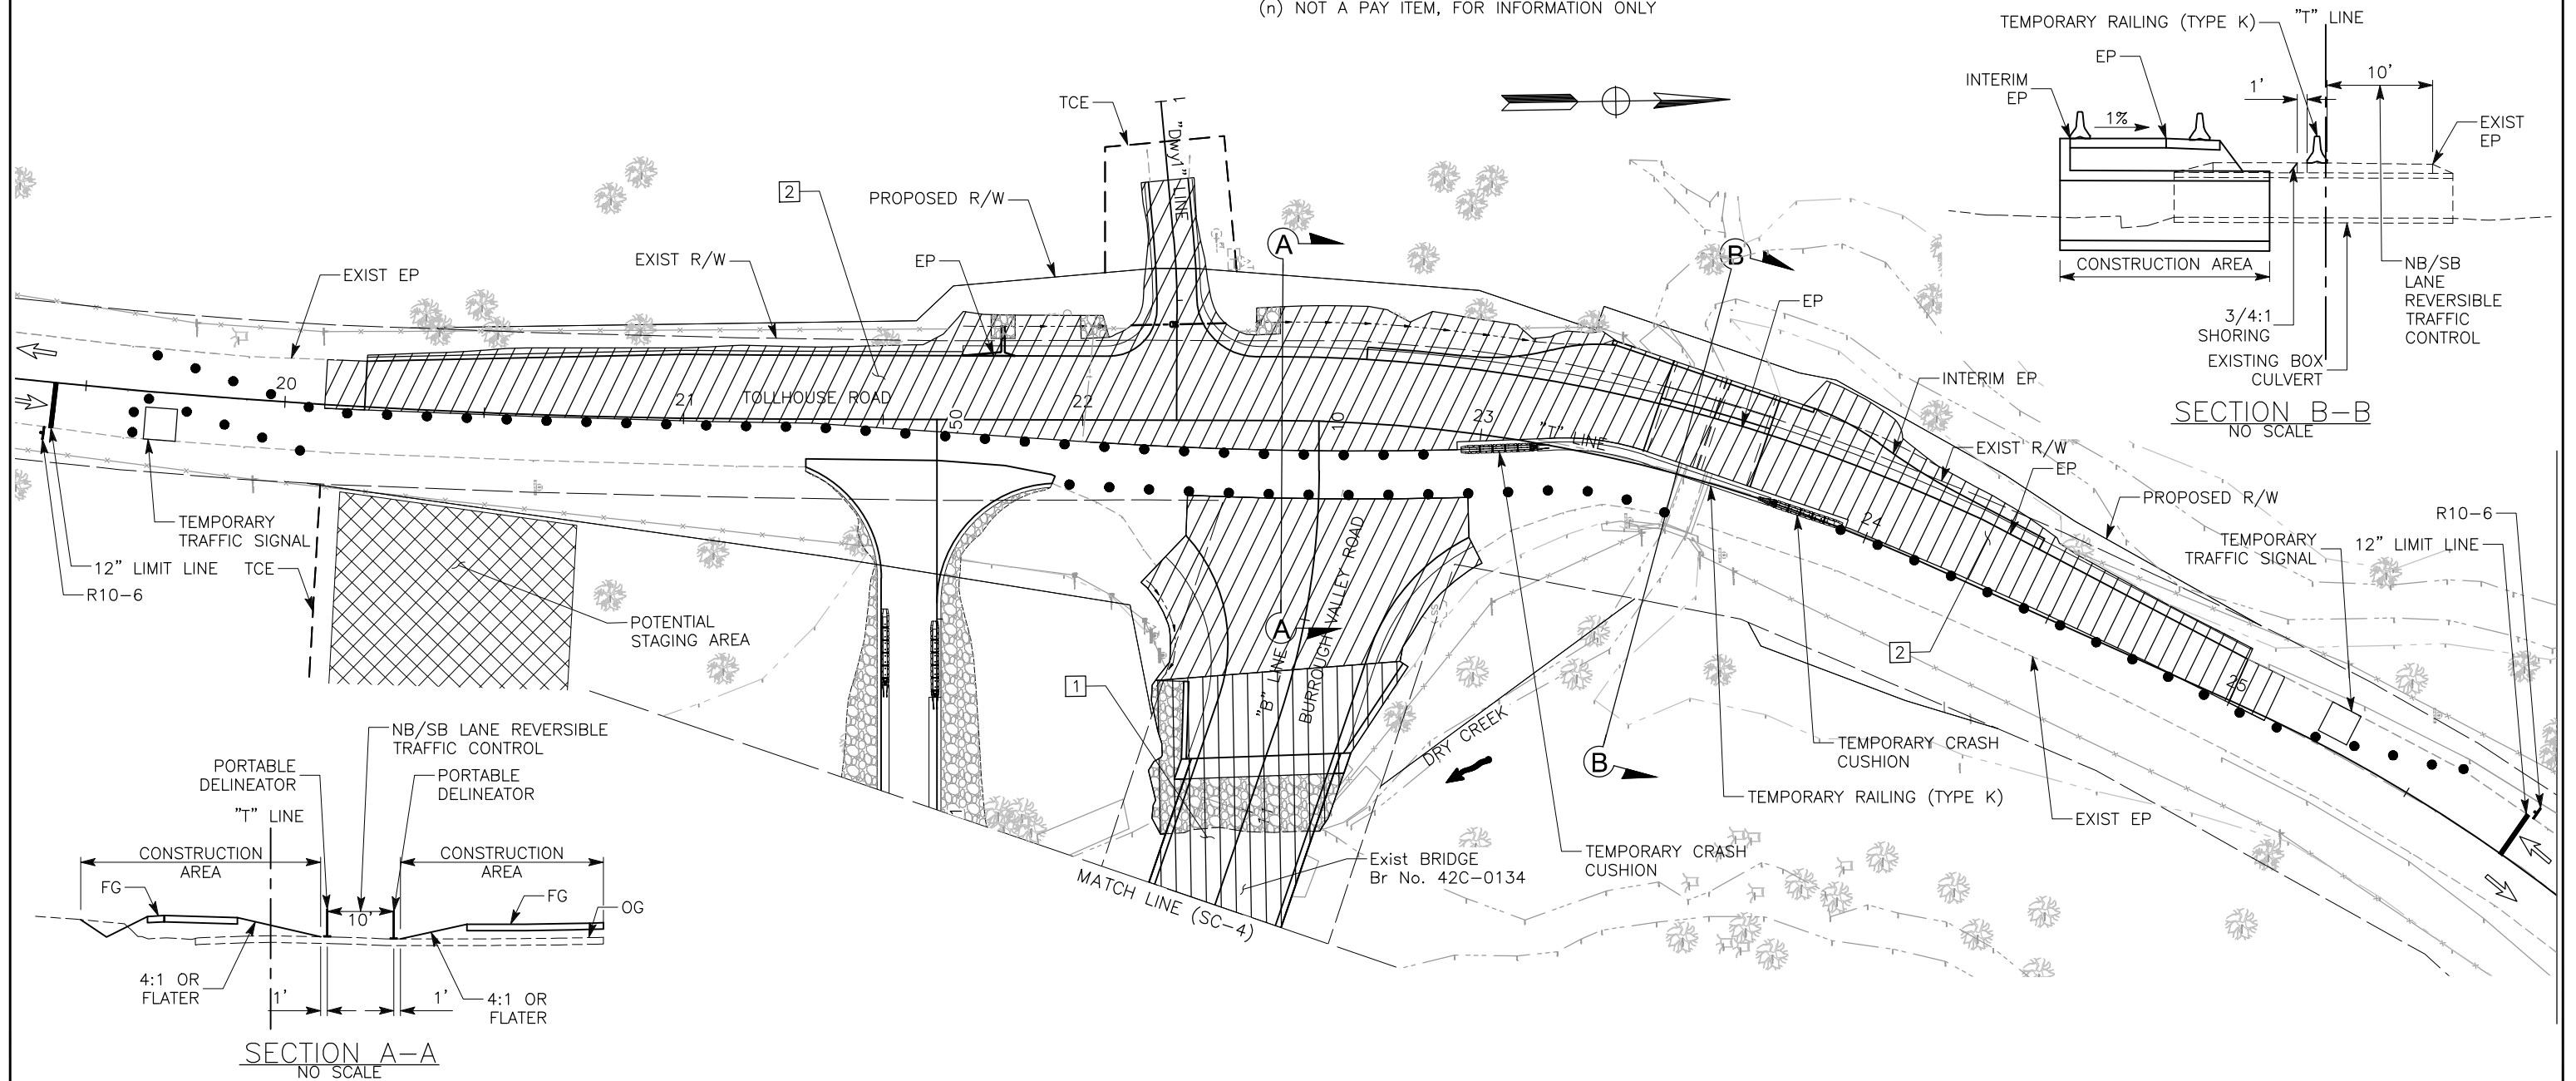 (n) NOT A PAY ITEM, FOR INFORMATION ONLY
TEMPORARY RAILING (TYPE K)
"T" LINE
EP
10'
INTERIM
EP
1'
1%
EXIST
EP
CONSTRUCTION AREA
NB/SB
LANE
REVERSIBLE
TRAFFIC
CONTROL
3/4:1
SHORING
EXISTING BOX
CULVERT
SECTION B-B
NO SCALE
TCE
1
"Dwy1" LINE
2
PROPOSED R/W
EXIST R/W
EP
EXIST EP
A
B
EP
INTERIM EP
EXIST R/W
EP
PROPOSED R/W
R10-6
TEMPORARY
TRAFFIC SIGNAL
12" LIMIT LINE
20
21
TOLLHOUSE ROAD
50
22
10
23
"T" LINE
24
25
TEMPORARY
TRAFFIC SIGNAL
12" LIMIT LINE
TCE
R10-6
POTENTIAL
STAGING AREA
1
A
"B" LINE
BURROUGH VALLEY ROAD
2
B
DRY CREEK
TEMPORARY CRASH
CUSHION
TEMPORARY RAILING (TYPE K)
EXIST EP
TEMPORARY CRASH
CUSHION
Exist BRIDGE
Br No. 42C-0134
MATCH LINE (SC-4)
1
NB/SB LANE REVERSIBLE
TRAFFIC CONTROL
PORTABLE
DELINEATOR
PORTABLE
DELINEATOR
"T" LINE
CONSTRUCTION
AREA
CONSTRUCTION
AREA
FG
10'
FG
OG
4:1 OR
FLATER
1'
1'
4:1 OR
FLATER
SECTION A-A
NO SCALE